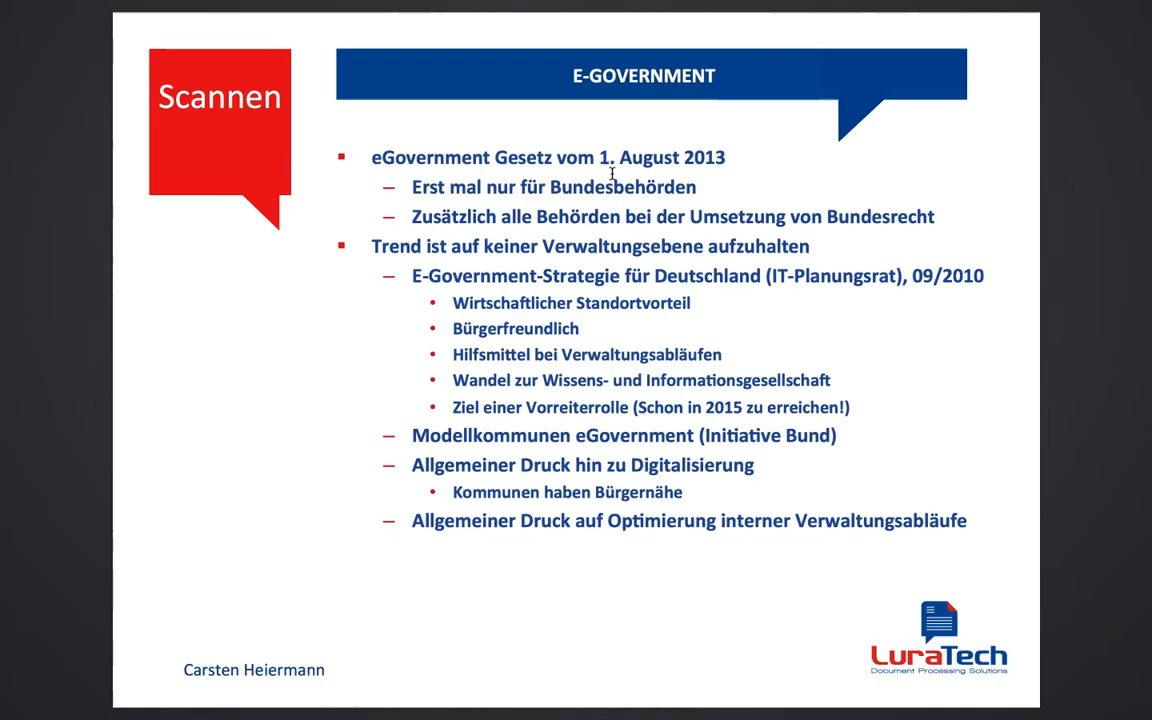 Scannen
E-GOVERNMENT
▪ eGovernment Gesetz vom 1. August 2013
– Erst mal nur für Bundesbehörden
– Zusätzlich alle Behörden bei der Umsetzung von Bundesrecht
▪ Trend ist auf keiner Verwaltungsebene aufzuhalten
– E-Government-Strategie für Deutschland (IT-Planungsrat), 09/2010
• Wirtschaftlicher Standortvorteil
• Bürgerfreundlich
• Hilfsmittel bei Verwaltungsabläufen
• Wandel zur Wissens- und Informationsgesellschaft
• Ziel einer Vorreiterrolle (Schon in 2015 zu erreichen!)
– Modellkommunen eGovernment (Initiative Bund)
– Allgemeiner Druck hin zu Digitalisierung
• Kommunen haben Bürgernähe
– Allgemeiner Druck auf Optimierung interner Verwaltungsabläufe
Carsten Heiermann
LuraTech
Document Processing Solutions